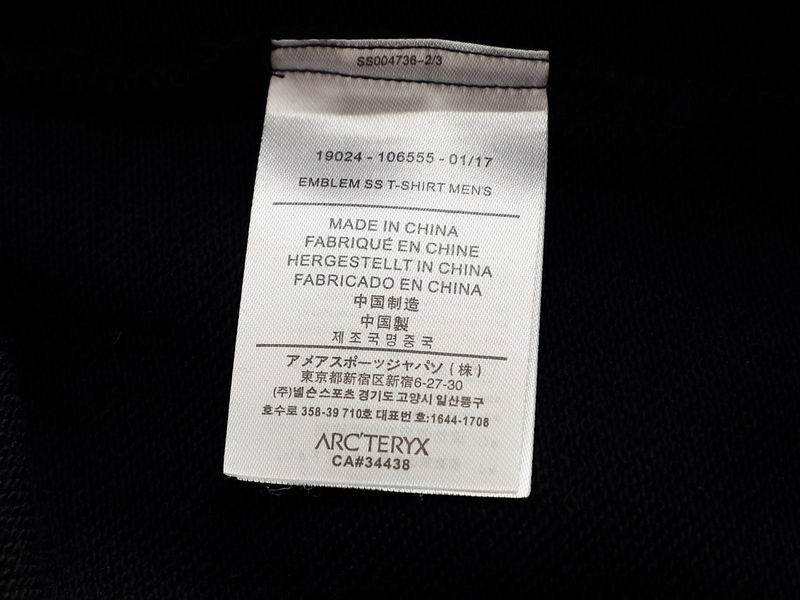 SS004736-2/3
19024 - 106555 - 01/17
EMBLEM SS T-SHIRT MEN'S
MADE IN CHINA
FABRIQUÉ EN CHINE
HERGESTELLT IN CHINA
FABRICADO EN CHINA
中国制造
中国製
제조국명중국
アメアスポーツジャパソ (株)
東京都新宿区新宿6-27-30
(주)넬슨스포츠 경기도 고양시 일산동구
호수로 358-39 710호 대표번호:1644-1708
ARC'TERYX
CA#34438